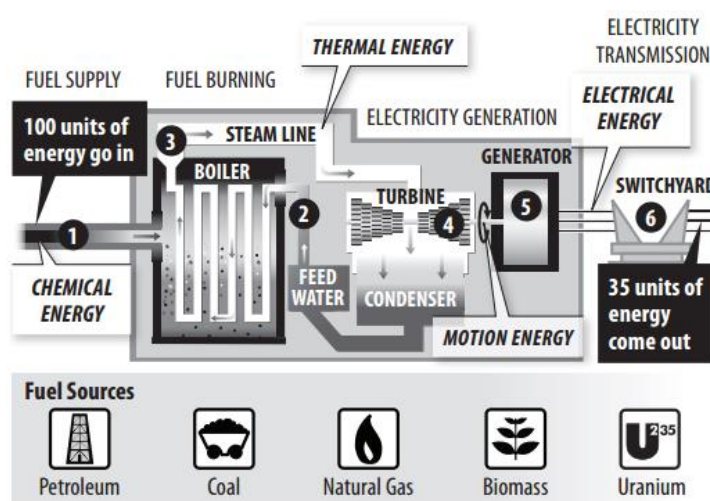 ELECTRICITY
TRANSMISSION
THERMAL ENERGY
FUEL SUPPLY
FUEL BURNING
ELECTRICAL
ENERGY
ELECTRICITY GENERATION
100 units of
energy go in
3
STEAM LINE
GENERATOR
BOILER
SWITCHYARD
TURBINE
1
2
4
5
6
CHEMICAL
ENERGY
FEED
WATER
CONDENSER
MOTION ENERGY
35 units of
energy
come out
Fuel Sources
U235
Petroleum
Coal
Natural Gas
Biomass
Uranium